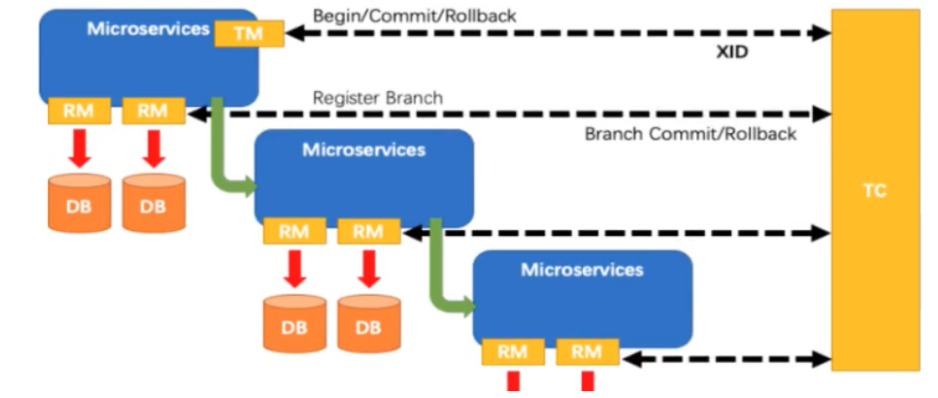 Begin/Commit/Rollback
Microservices
TM
XID
RM
RM
Register Branch
Branch Commit/Rollback
Microservices
TC
DB
DB
RM
RM
Microservices
DB
DB
RM
RM